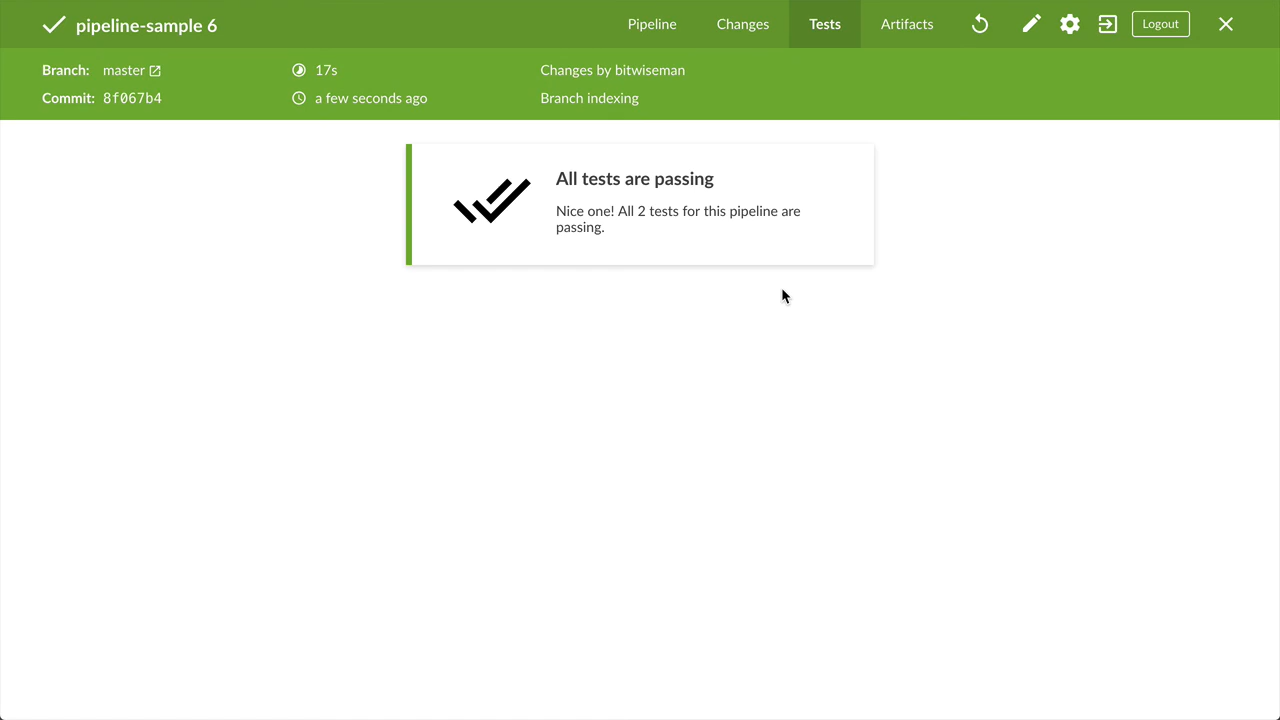 pipeline-sample 6
Pipeline
Changes
Tests
Artifacts
Logout
Branch: master
17s
Changes by bitwiseman
Commit: 8f067b4
a few seconds ago
Branch indexing
All tests are passing
Nice one! All 2 tests for this pipeline are
passing.